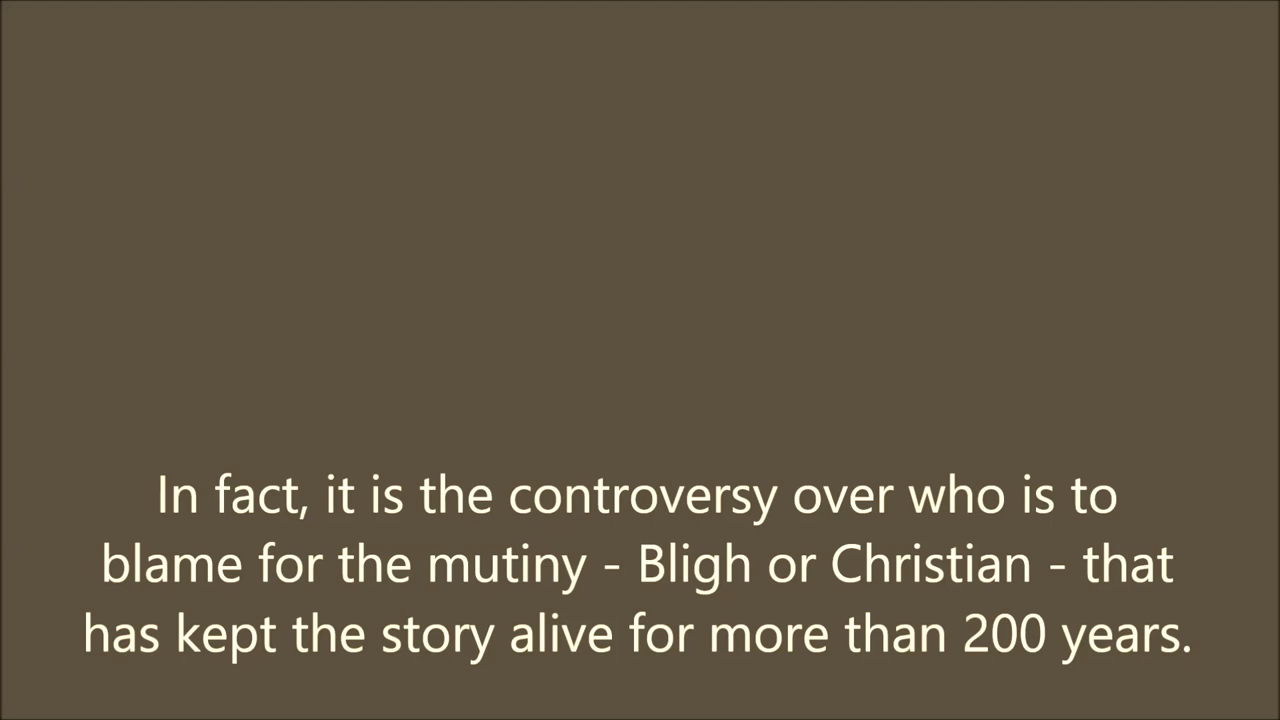 In fact, it is the controversy over who is to
blame for the mutiny - Bligh or Christian - that
has kept the story alive for more than 200 years.